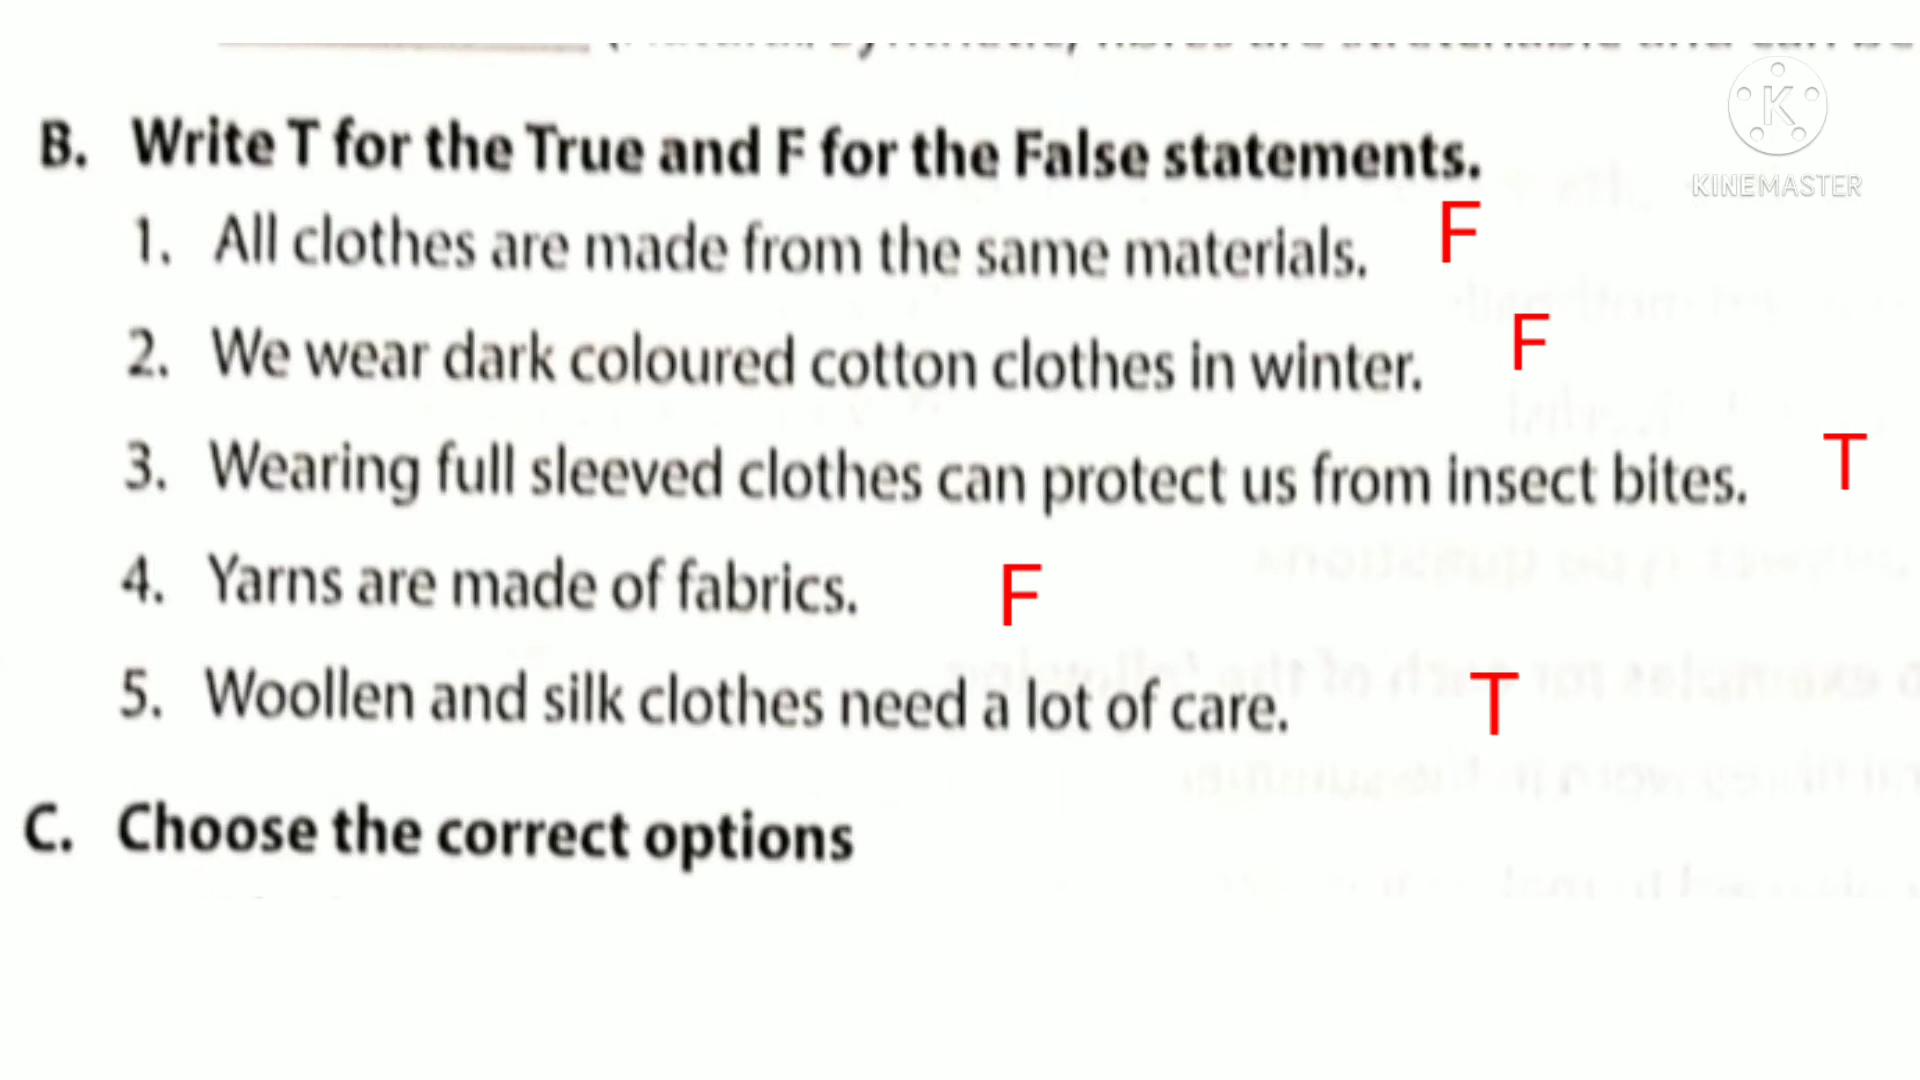 B. Write T for the True and F for the False statements.
1. All clothes are made from the same materials. F
2. We wear dark coloured cotton clothes in winter. F
3. Wearing full sleeved clothes can protect us from insect bites. T
4. Yarns are made of fabrics. F
5. Woollen and silk clothes need a lot of care. T
C. Choose the correct options
K
KINEMASTER